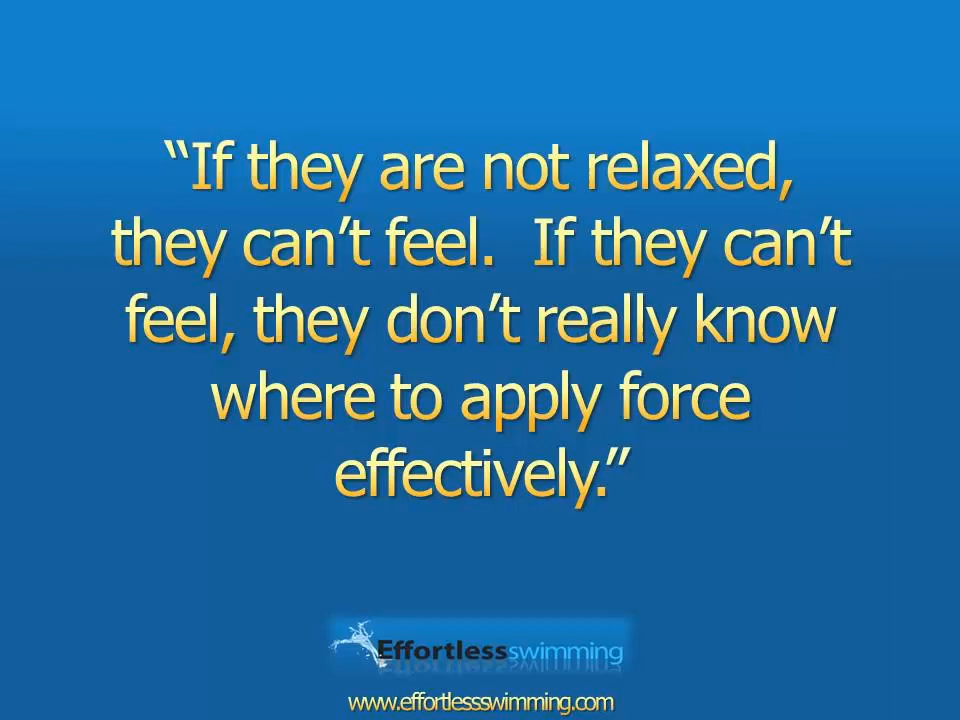 “If they are not relaxed,
they can’t feel.  If they can’t
feel, they don’t really know
where to apply force
effectively.”
Effortlessswimming
www.effortlessswimming.com